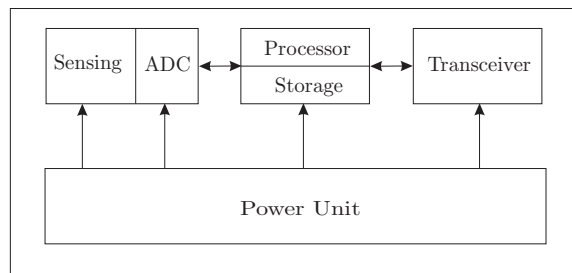 Sensing
ADC
Processor
Storage
Transceiver
Power Unit